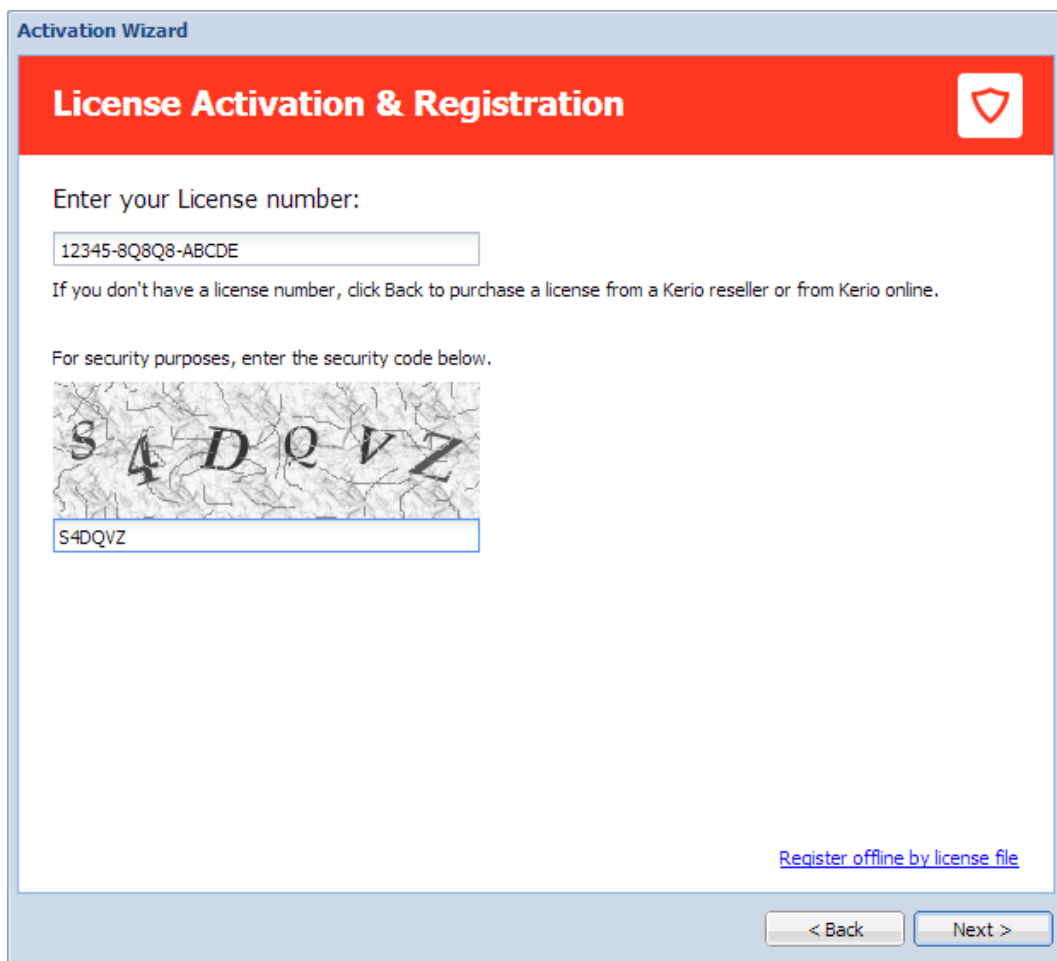 Activation Wizard
License Activation & Registration
Enter your License number:
12345-8Q8Q8-ABCDE
If you don't have a license number, click Back to purchase a license from a Kerio reseller or from Kerio online.
For security purposes, enter the security code below.
S4DQVZ
S4DQVZ
Register offline by license file
< Back Next >